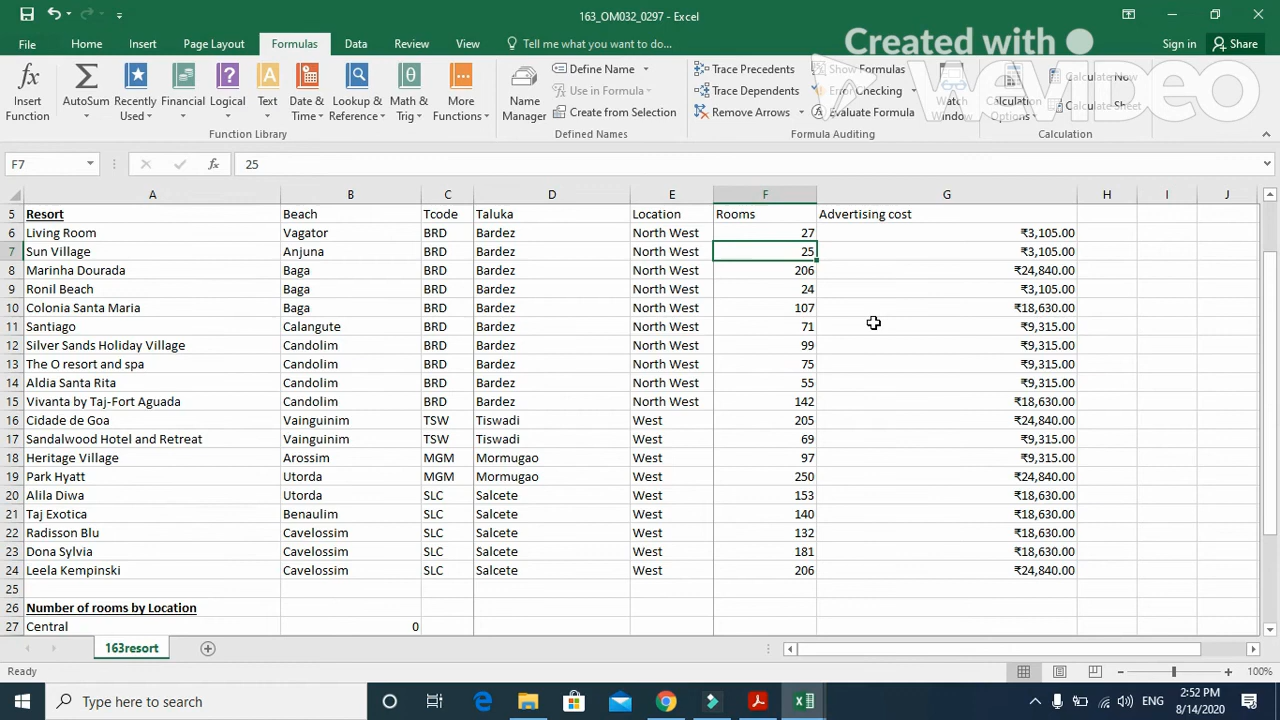 163_OM032_0297 - Excel
Created with
WeVideo
File Home Insert Page Layout Formulas Data Review View Tell me what you want to do... Sign in Share
Insert Function
AutoSum
Recently Used
Financial
Logical
Text
Date & Time
Lookup & Reference
Math & Trig
More Functions
Function Library
Name Manager
Define Name
Use in Formula
Create from Selection
Defined Names
Trace Precedents
Trace Dependents
Remove Arrows
Show Formulas
Error Checking
Evaluate Formula
Formula Auditing
Watch Window
Calculation Options
Calculate Now
Calculate Sheet
Calculation
F7 fx 25
A B C D E F G H I J
5 Resort Beach Tcode Taluka Location Rooms Advertising cost
6 Living Room Vagator BRD Bardez North West 27 ₹3,105.00
7 Sun Village Anjuna BRD Bardez North West 25 ₹3,105.00
8 Marinha Dourada Baga BRD Bardez North West 206 ₹24,840.00
9 Ronil Beach Baga BRD Bardez North West 24 ₹3,105.00
10 Colonia Santa Maria Baga BRD Bardez North West 107 ₹18,630.00
11 Santiago Calangute BRD Bardez North West 71 ₹9,315.00
12 Silver Sands Holiday Village Candolim BRD Bardez North West 99 ₹9,315.00
13 The O resort and spa Candolim BRD Bardez North West 75 ₹9,315.00
14 Aldia Santa Rita Candolim BRD Bardez North West 55 ₹9,315.00
15 Vivanta by Taj-Fort Aguada Candolim BRD Bardez North West 142 ₹18,630.00
16 Cidade de Goa Vainguinim TSW Tiswadi West 205 ₹24,840.00
17 Sandalwood Hotel and Retreat Vainguinim TSW Tiswadi West 69 ₹9,315.00
18 Heritage Village Arossim MGM Mormugao West 97 ₹9,315.00
19 Park Hyatt Utorda MGM Mormugao West 250 ₹24,840.00
20 Alila Diwa Utorda SLC Salcete West 153 ₹18,630.00
21 Taj Exotica Benaulim SLC Salcete West 140 ₹18,630.00
22 Radisson Blu Cavelossim SLC Salcete West 132 ₹18,630.00
23 Dona Sylvia Cavelossim SLC Salcete West 181 ₹18,630.00
24 Leela Kempinski Cavelossim SLC Salcete West 206 ₹24,840.00
25
26 Number of rooms by Location
27 Central 0
163resort
Ready 100%
Type here to search
ENG
2:52 PM
8/14/2020